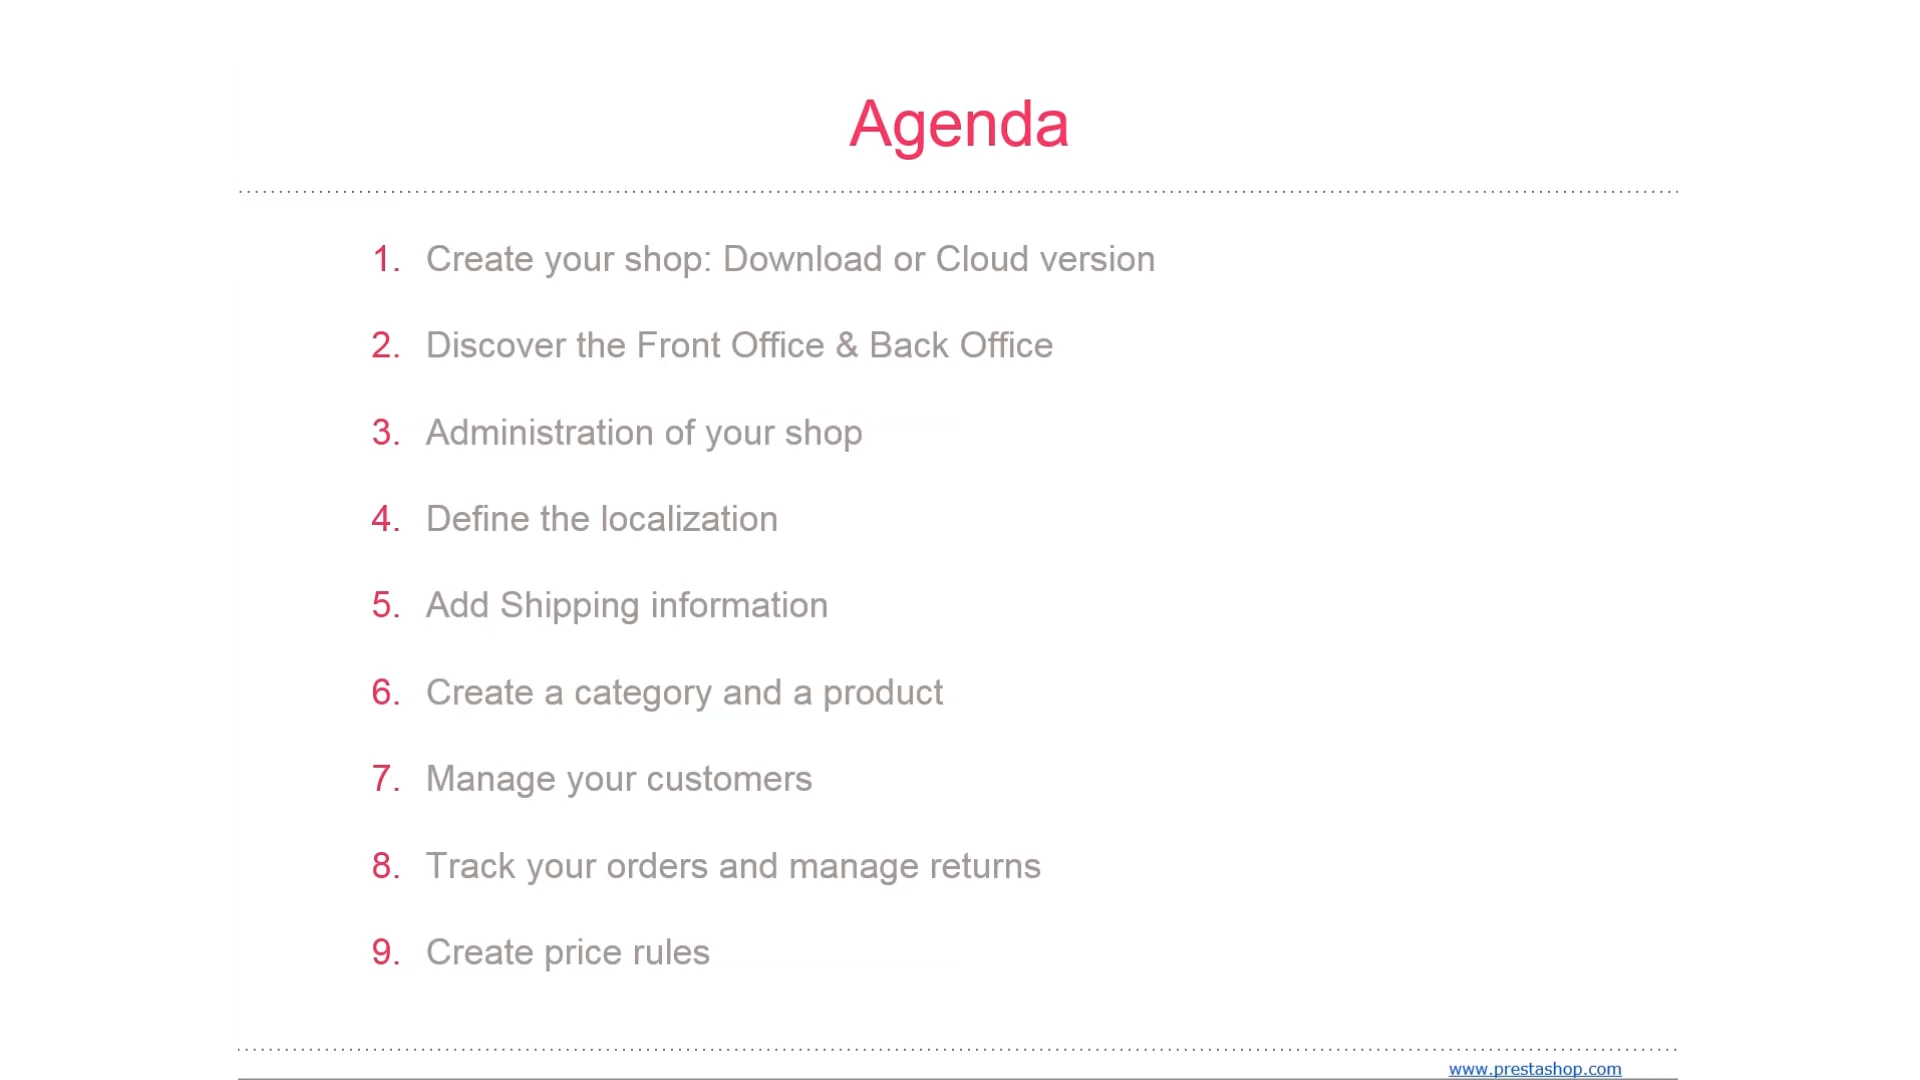 Agenda
1. Create your shop: Download or Cloud version
2. Discover the Front Office & Back Office
3. Administration of your shop
4. Define the localization
5. Add Shipping information
6. Create a category and a product
7. Manage your customers
8. Track your orders and manage returns
9. Create price rules
www.prestashop.com